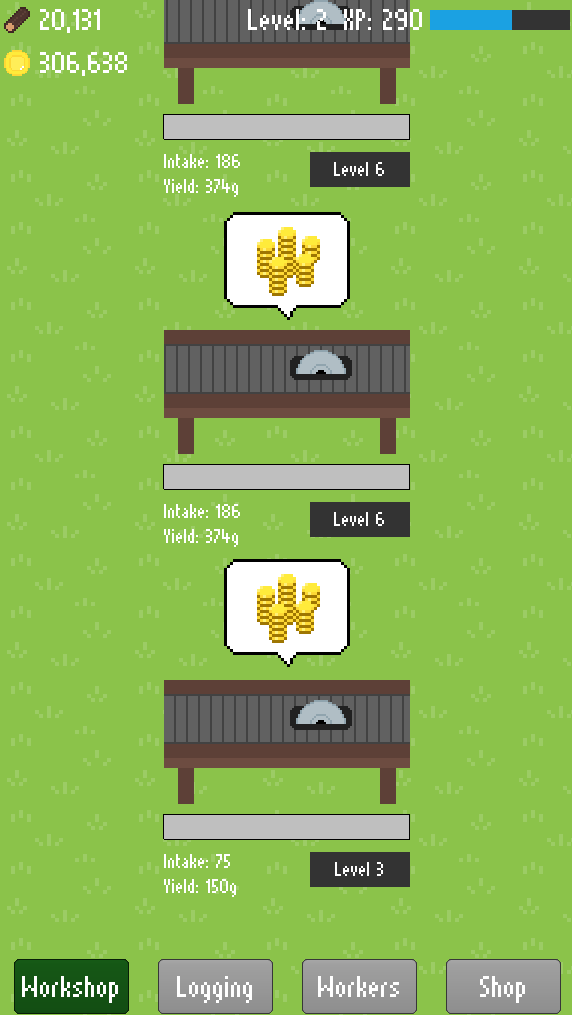 20,131
Level: 2 XP: 290
306,638
Intake: 186
Yield: 374g
Level 6
Intake: 186
Yield: 374g
Level 6
Intake: 75
Yield: 150g
Level 3
Workshop
Logging
Workers
Shop